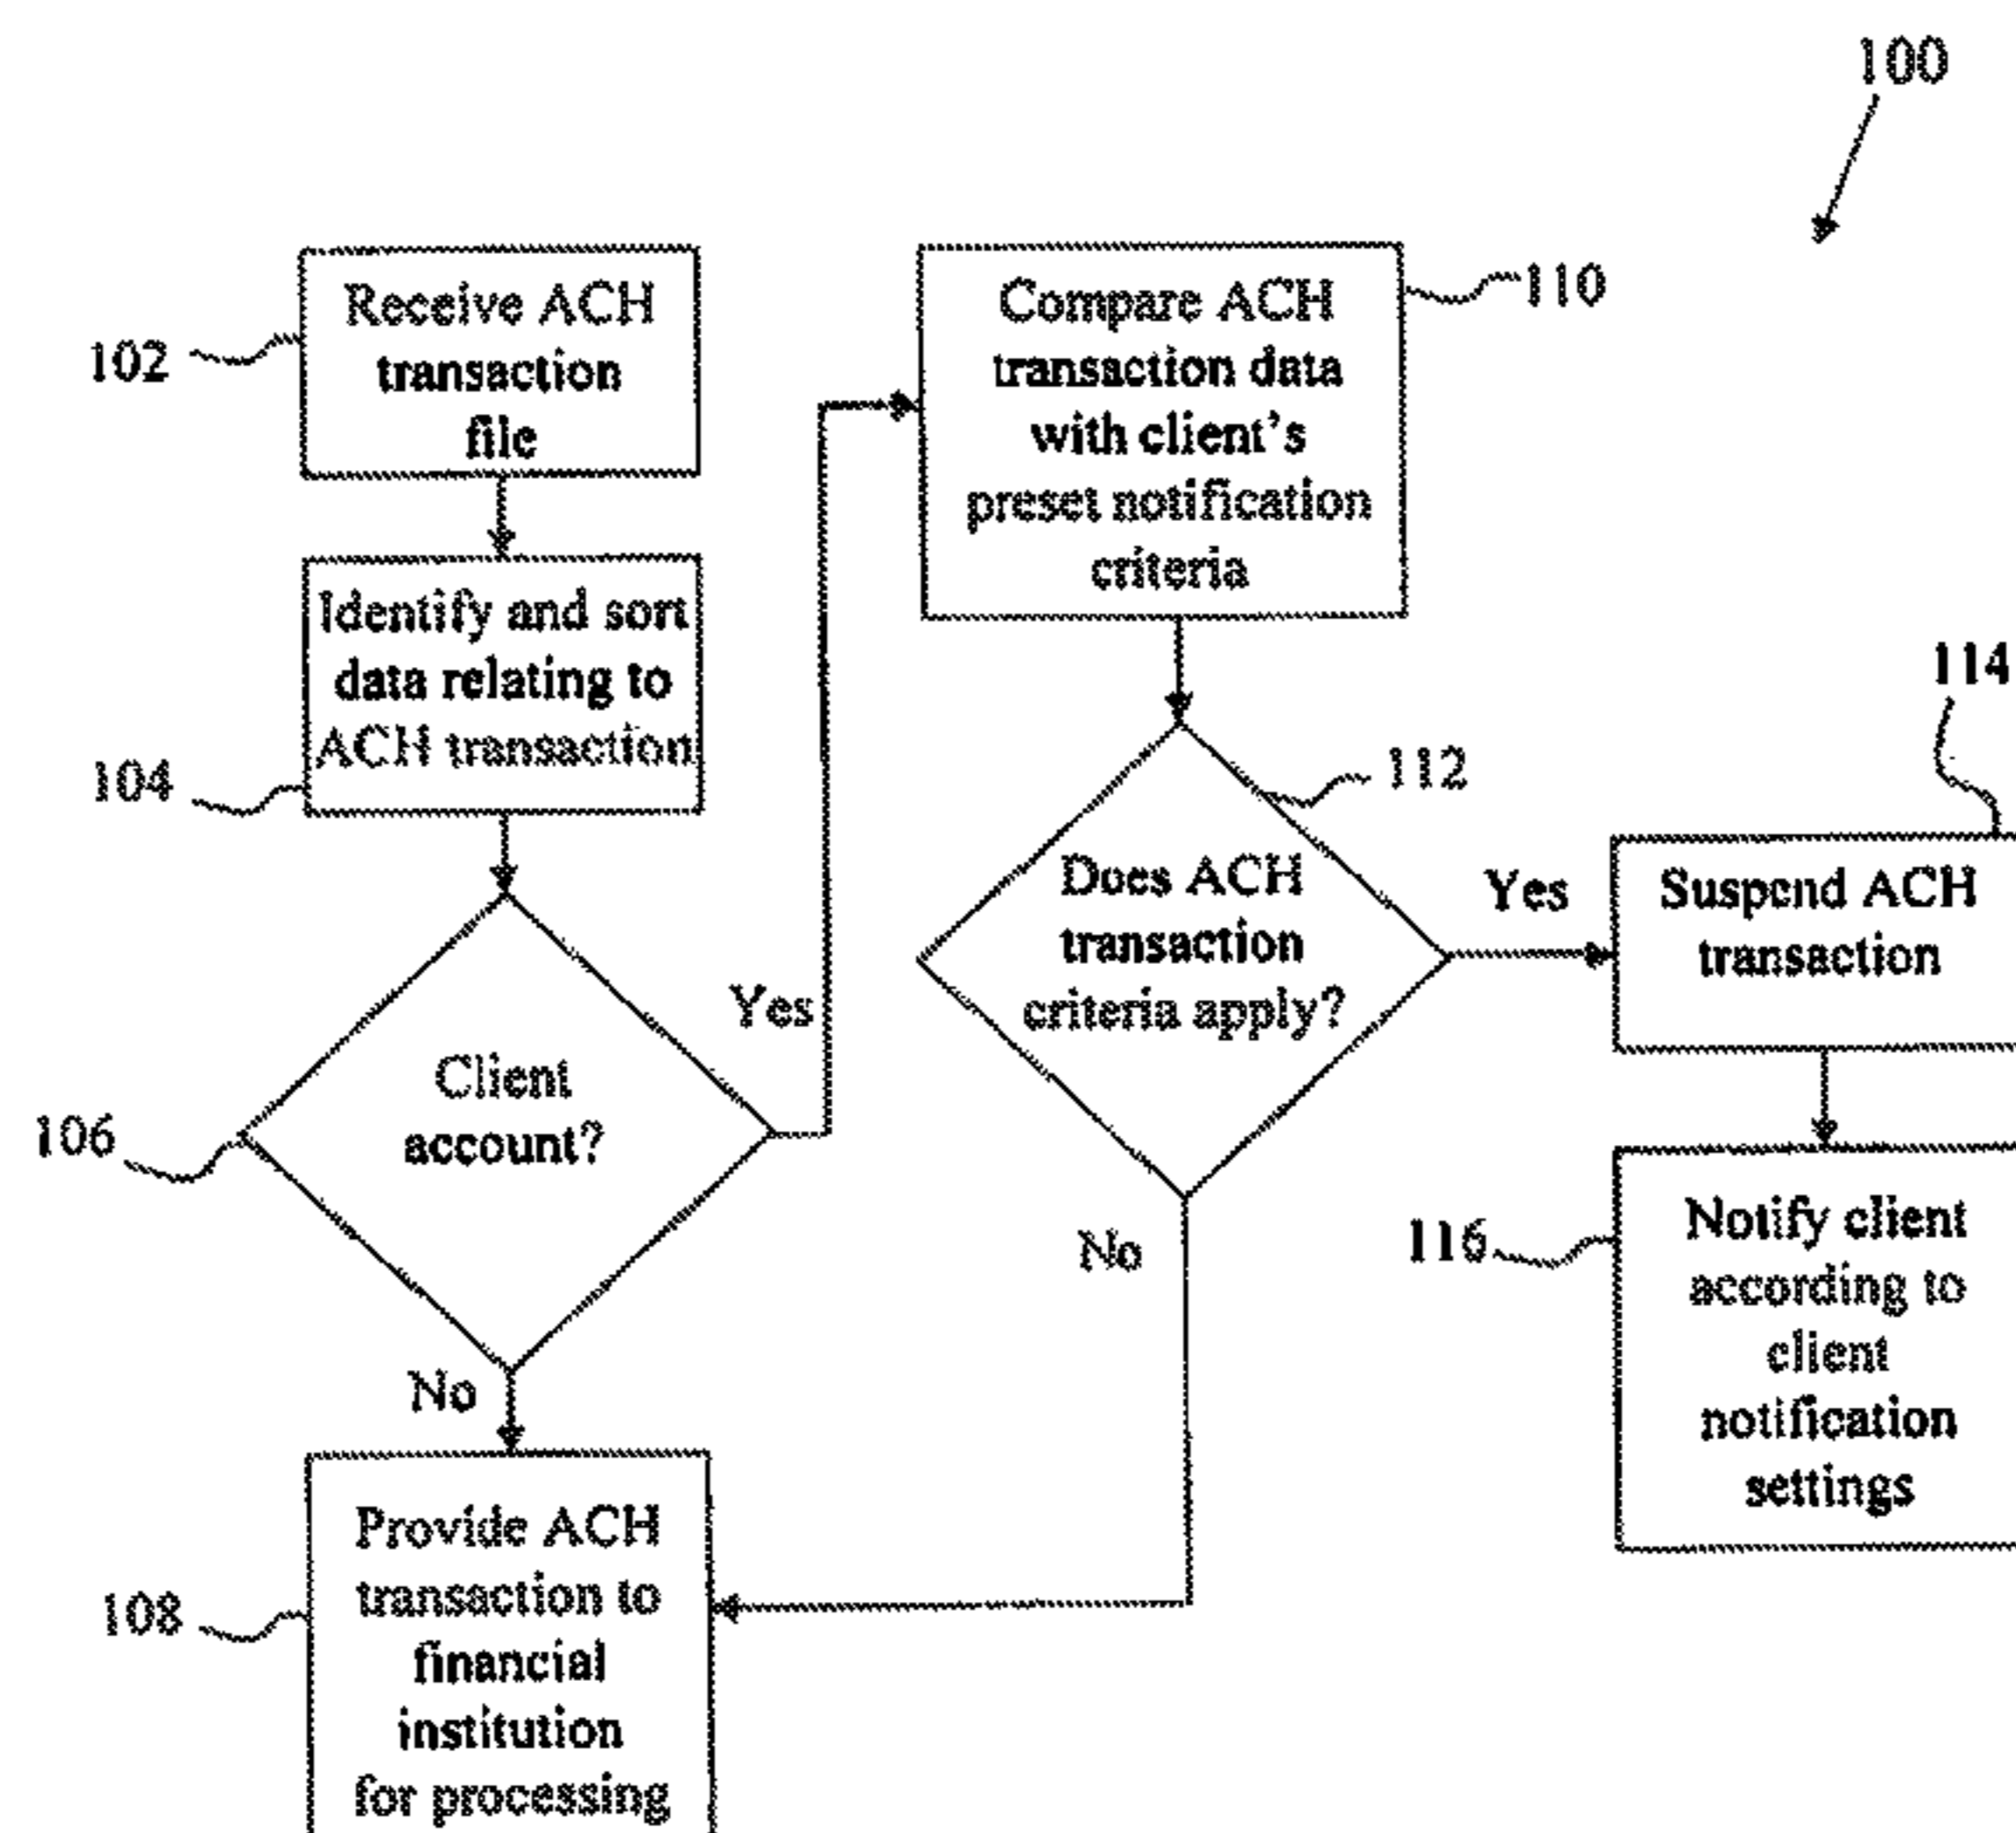 100
102
Receive ACH
transaction
file
104
Identify and sort
data relating to
ACH transaction
106
Client
account?
Yes
No
108
Provide ACH
transaction to
financial
institution
for processing
110
Compare ACH
transaction data
with client's
preset notification
criteria
112
Does ACH
transaction
criteria apply?
Yes
No
114
Suspend ACH
transaction
116
Notify client
according to
client
notification
settings